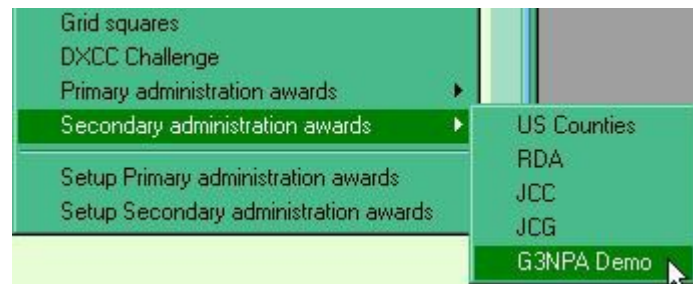 Grid squares
DXCC Challenge
Primary administration awards
Secondary administration awards
Setup Primary administration awards
Setup Secondary administration awards
US Counties
RDA
JCC
JCG
G3NPA Demo